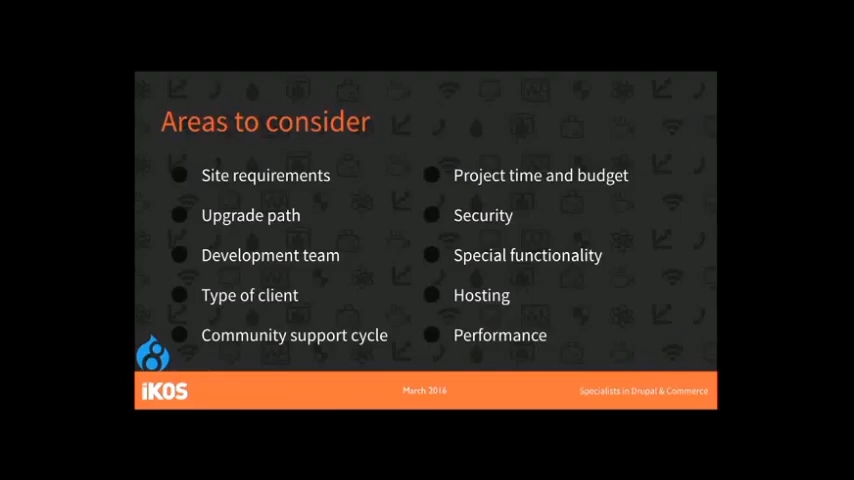 Areas to consider
Site requirements
Upgrade path
Development team
Type of client
Community support cycle
Project time and budget
Security
Special functionality
Hosting
Performance
iKOS
March 2016
Specialists in Drupal & Commerce